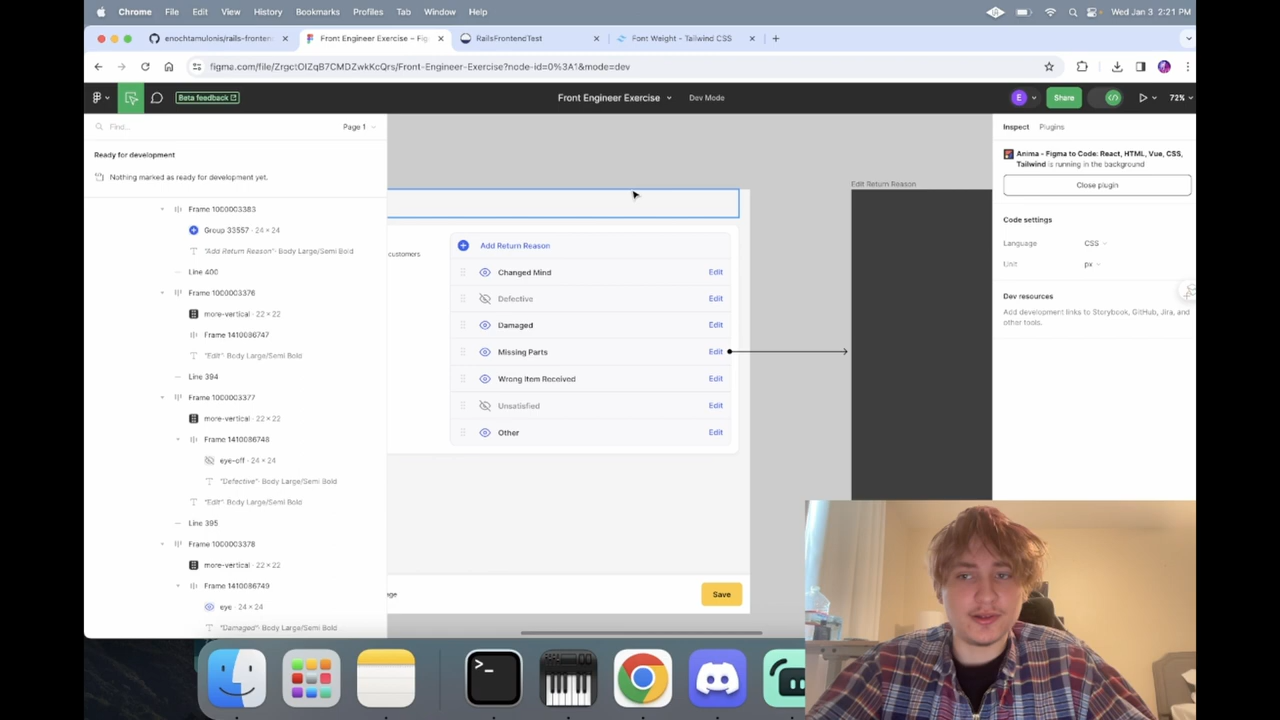 Chrome File Edit View History Bookmarks Profiles Tab Window Help
Wed Jan 3 2:21 PM
enochtamulonis/rails-fronten
Front Engineer Exercise – Fig
RailsFrontendTest
Font Weight - Tailwind CSS
figma.com/file/ZrgctOIZqB7CMDZwkKcQrs/Front-Engineer-Exercise?node-id=0%3A1&mode=dev
Beta feedback
Front Engineer Exercise
Dev Mode
E
Share
72%
Find...
Page 1
Ready for development
Nothing marked as ready for development yet.
Frame 1000003383
Group 33557 · 24 × 24
"Add Return Reason" · Body Large/Semi Bold
Line 400
Frame 1000003376
more-vertical · 22 × 22
Frame 1410086747
"Edit" · Body Large/Semi Bold
Line 394
Frame 1000003377
more-vertical · 22 × 22
Frame 1410086748
eye-off · 24 × 24
"Defective" · Body Large/Semi Bold
"Edit" · Body Large/Semi Bold
Line 395
Frame 1000003378
more-vertical · 22 × 22
Frame 1410086749
eye · 24 × 24
"Damaged" · Body Large/Semi Bold
customers
Add Return Reason
Changed Mind Edit
Defective Edit
Damaged Edit
Missing Parts Edit
Wrong Item Received Edit
Unsatisfied Edit
Other Edit
Save
Edit Return Reason
Inspect Plugins
Anima - Figma to Code: React, HTML, Vue, CSS,
Tailwind is running in the background
Close plugin
Code settings
Language CSS
Unit px
Dev resources
Add development links to Storybook, GitHub, Jira, and
other tools.